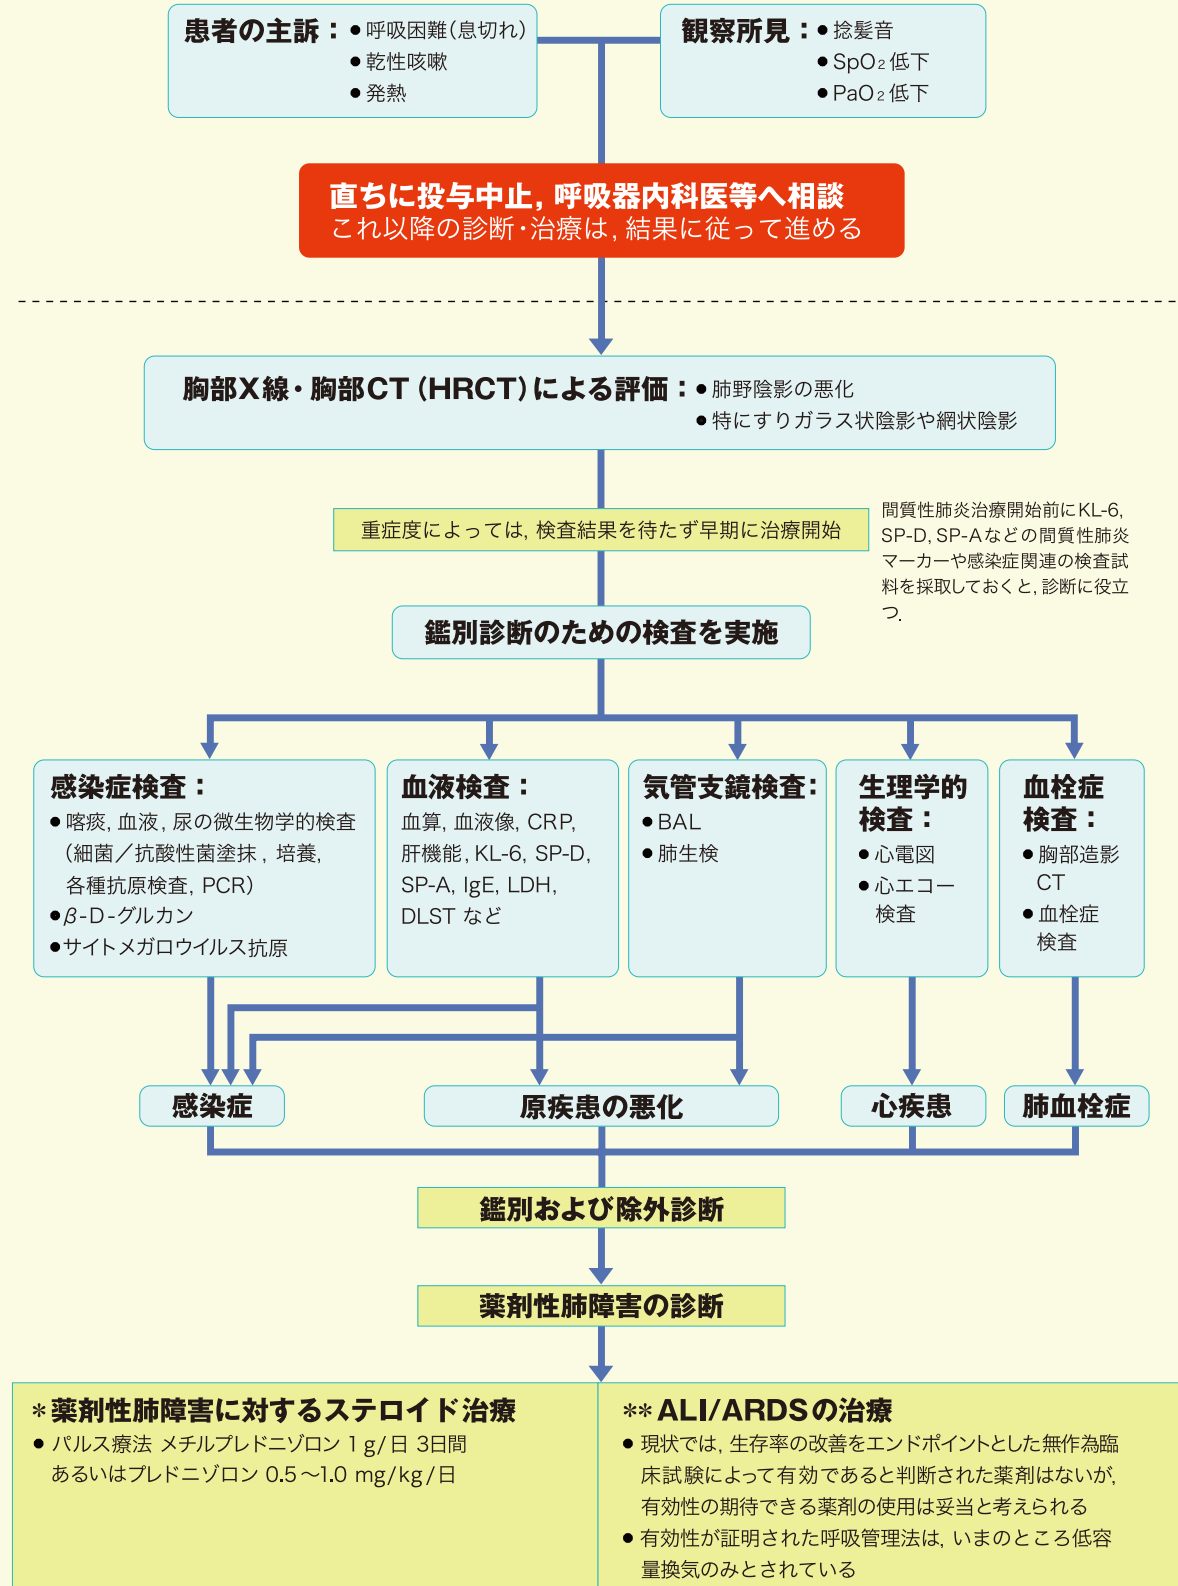 患者の主訴：●呼吸困難(息切れ)
●乾性咳嗽
●発熱
観察所見：●捻髪音
●SpO₂低下
●PaO₂低下
直ちに投与中止, 呼吸器内科医等へ相談
これ以降の診断・治療は, 結果に従って進める
胸部X線・胸部CT(HRCT)による評価：●肺野陰影の悪化
●特にすりガラス状陰影や網状陰影
重症度によっては, 検査結果を待たず早期に治療開始
間質性肺炎治療開始前にKL-6,
SP-D, SP-Aなどの間質性肺炎
マーカーや感染症関連の検査試
料を採取しておくと, 診断に役立
つ.
鑑別診断のための検査を実施
感染症検査：
●喀痰, 血液, 尿の微生物学的検査
(細菌／抗酸性菌塗抹, 培養,
各種抗原検査, PCR)
●β-D-グルカン
●サイトメガロウイルス抗原
血液検査：
血算, 血液像, CRP,
肝機能, KL-6, SP-D,
SP-A, IgE, LDH,
DLST など
気管支鏡検査：
●BAL
●肺生検
生理学的
検査：
●心電図
●心エコー
検査
血栓症
検査：
●胸部造影
CT
●血栓症
検査
感染症
原疾患の悪化
心疾患
肺血栓症
鑑別および除外診断
薬剤性肺障害の診断
*薬剤性肺障害に対するステロイド治療
●パルス療法 メチルプレドニゾロン 1 g/日 3日間
あるいはプレドニゾロン 0.5～1.0 mg/kg/日
**ALI/ARDSの治療
●現状では, 生存率の改善をエンドポイントとした無作為臨
床試験によって有効であると判断された薬剤はないが,
有効性の期待できる薬剤の使用は妥当と考えられる
●有効性が証明された呼吸管理法は, いまのところ低容
量換気のみとされている